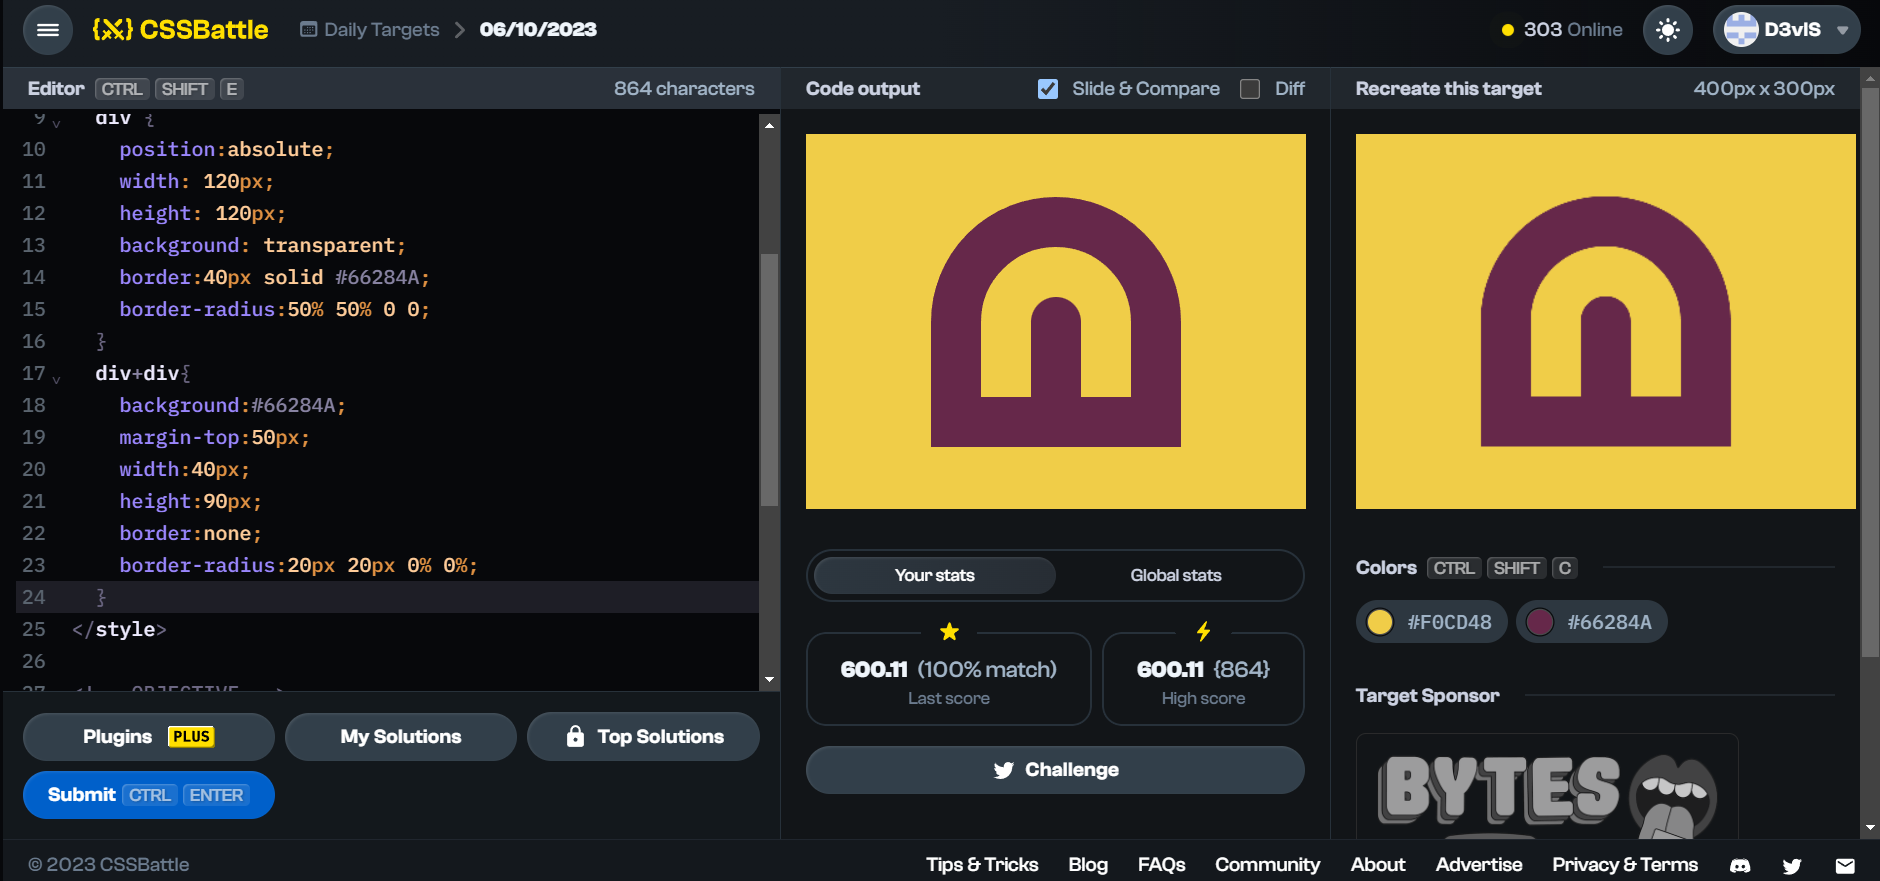 {X} CSSBattle
Daily Targets
06/10/2023
303 Online
D3vlS
Editor CTRL SHIFT E
864 characters
9 div {
10 position:absolute;
11 width: 120px;
12 height: 120px;
13 background: transparent;
14 border:40px solid #66284A;
15 border-radius:50% 50% 0 0;
16 }
17 div+div{
18 background:#66284A;
19 margin-top:50px;
20 width:40px;
21 height:90px;
22 border:none;
23 border-radius:20px 20px 0% 0%;
24 }
25 </style>
26
27 <!-- OBJECTIVE -->
Plugins PLUS
My Solutions
Top Solutions
Submit CTRL ENTER
Code output
Slide & Compare
Diff
Your stats
Global stats
600.11 (100% match)
Last score
600.11 {864}
High score
Challenge
Recreate this target
400px x 300px
Colors CTRL SHIFT C
#F0CD48
#66284A
Target Sponsor
BYTES
© 2023 CSSBattle
Tips & Tricks
Blog
FAQs
Community
About
Advertise
Privacy & Terms